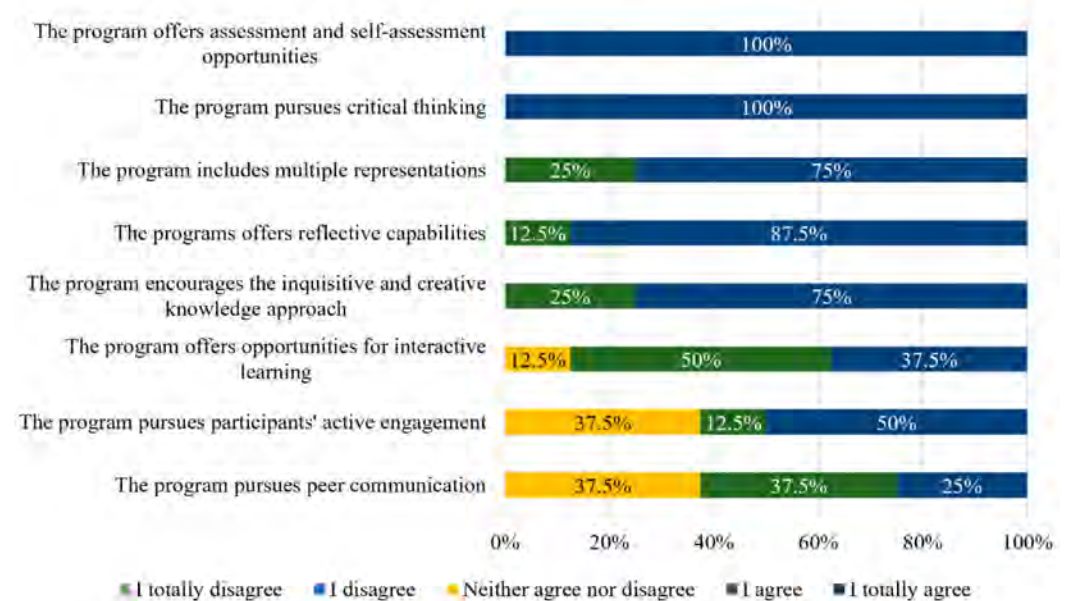 The program offers assessment and self-assessment
opportunities
100%
The program pursues critical thinking
100%
The program includes multiple representations
25% 75%
The programs offers reflective capabilities
12.5% 87.5%
The program encourages the inquisitive and creative
knowledge approach
25% 75%
The program offers opportunities for interactive
learning
12.5% 50% 37.5%
The program pursues participants' active engagement
37.5% 12.5% 50%
The program pursues peer communication
37.5% 37.5% 25%
0% 20% 40% 60% 80% 100%
I totally disagree I disagree Neither agree nor disagree I agree I totally agree